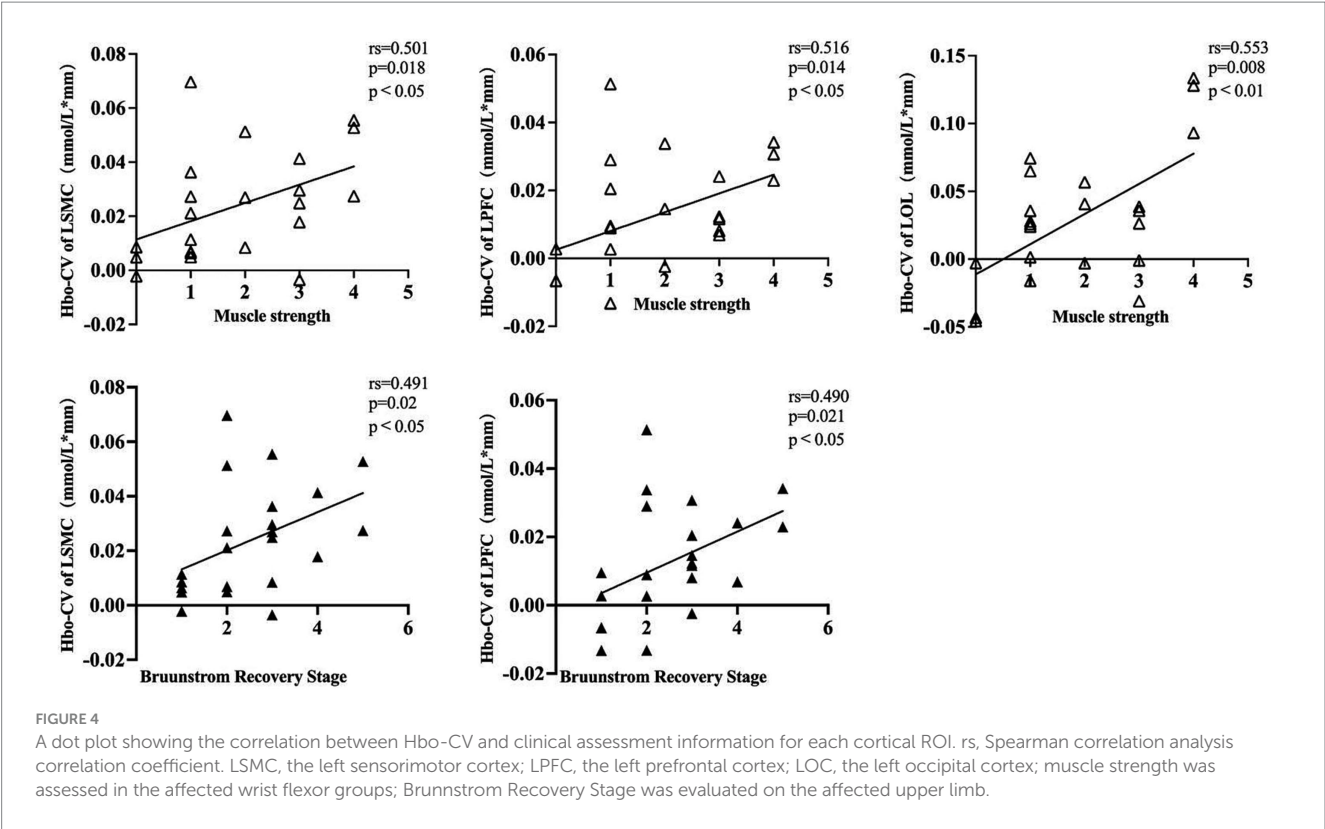 Hbo-CV of LSMC (mmol/L*mm)
0.08
0.06
0.04
0.02
0.00
-0.02
1 2 3 4 5
Muscle strength
rs=0.501
p=0.018
p < 0.05
Hbo-CV of LPFC (mmol/L*mm)
0.06
0.04
0.02
0.00
-0.02
1 2 3 4 5
Muscle strength
rs=0.516
p=0.014
p < 0.05
Hbo-CV of LOL (mmol/L*mm)
0.15
0.10
0.05
0.00
-0.05
1 2 3 4 5
Muscle strength
rs=0.553
p=0.008
p < 0.01
Hbo-CV of LSMC (mmol/L*mm)
0.08
0.06
0.04
0.02
0.00
-0.02
2 4 6
Bruunstrom Recovery Stage
rs=0.491
p=0.02
p < 0.05
Hbo-CV of LPFC (mmol/L*mm)
0.06
0.04
0.02
0.00
-0.02
2 4 6
Bruunstrom Recovery Stage
rs=0.490
p=0.021
p < 0.05
FIGURE 4
A dot plot showing the correlation between Hbo-CV and clinical assessment information for each cortical ROI. rs, Spearman correlation analysis
correlation coefficient. LSMC, the left sensorimotor cortex; LPFC, the left prefrontal cortex; LOC, the left occipital cortex; muscle strength was
assessed in the affected wrist flexor groups; Brunnstrom Recovery Stage was evaluated on the affected upper limb.